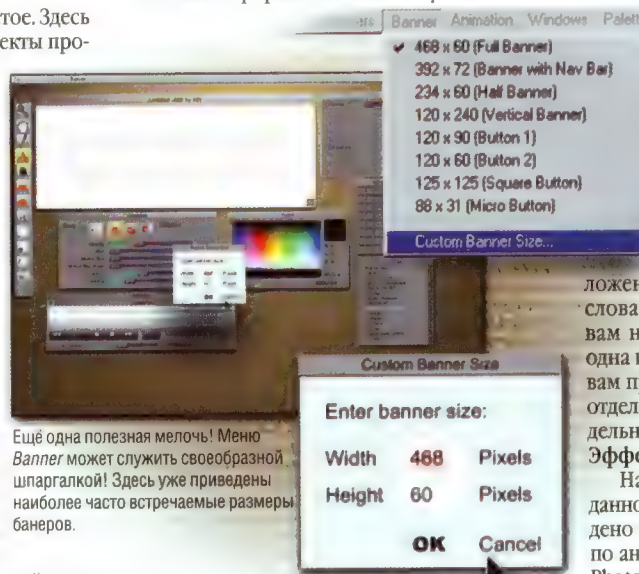 тое. Здесь
екты про-
Banner Animation Windows
✔ 468 x 60 (Full Banner)
392 x 72 (Banner with Nav Bar)
234 x 60 (Half Banner)
120 x 240 (Vertical Banner)
120 x 90 (Button 1)
120 x 60 (Button 2)
125 x 125 (Square Button)
88 x 31 (Micro Button)
Custom Banner Size...
Ещё одна полезная мелочь! Меню
Banner может служить своеобразной
шпаргалкой! Здесь уже приведены
наиболее часто встречаемые размеры
банеров.
Custom Banner Size
Enter banner size:
Width 468 Pixels
Height 60 Pixels
OK Cancel
ложен
слова
вам н
одна
вам п
отдел
дельн
Эфф
На
данно
дено
по ан